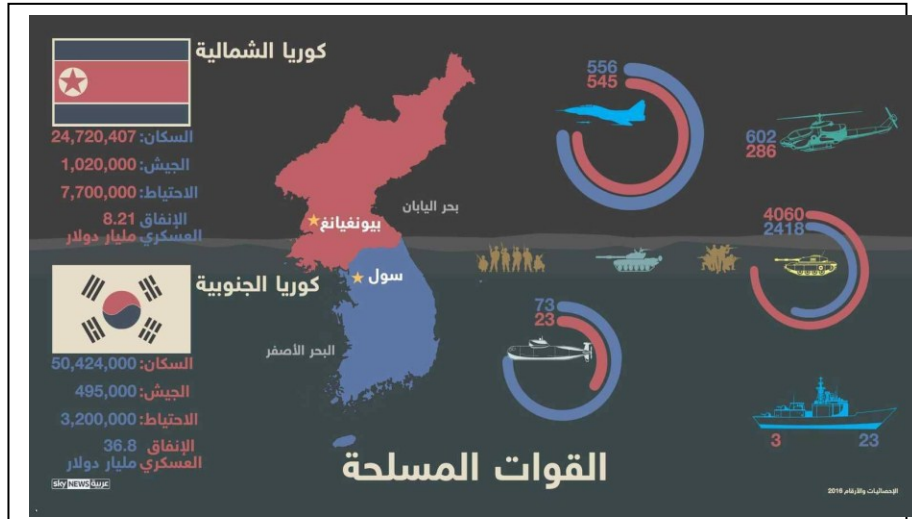 كوريا الشمالية
السكان: 24,720,407
الجيش: 1,020,000
الاحتياط: 7,700,000
الإنفاق 8.21
العسكري مليار دولار
كوريا الجنوبية
السكان: 50,424,000
الجيش: 495,000
الاحتياط: 3,200,000
الإنفاق 36.8
العسكري مليار دولار
sky NEWS عربية
بحر اليابان
بيونغيانغ
سول
البحر الأصفر
556
545
602
286
4060
2418
73
23
3 23
القوات المسلحة
الإحصائيات والأرقام 2016